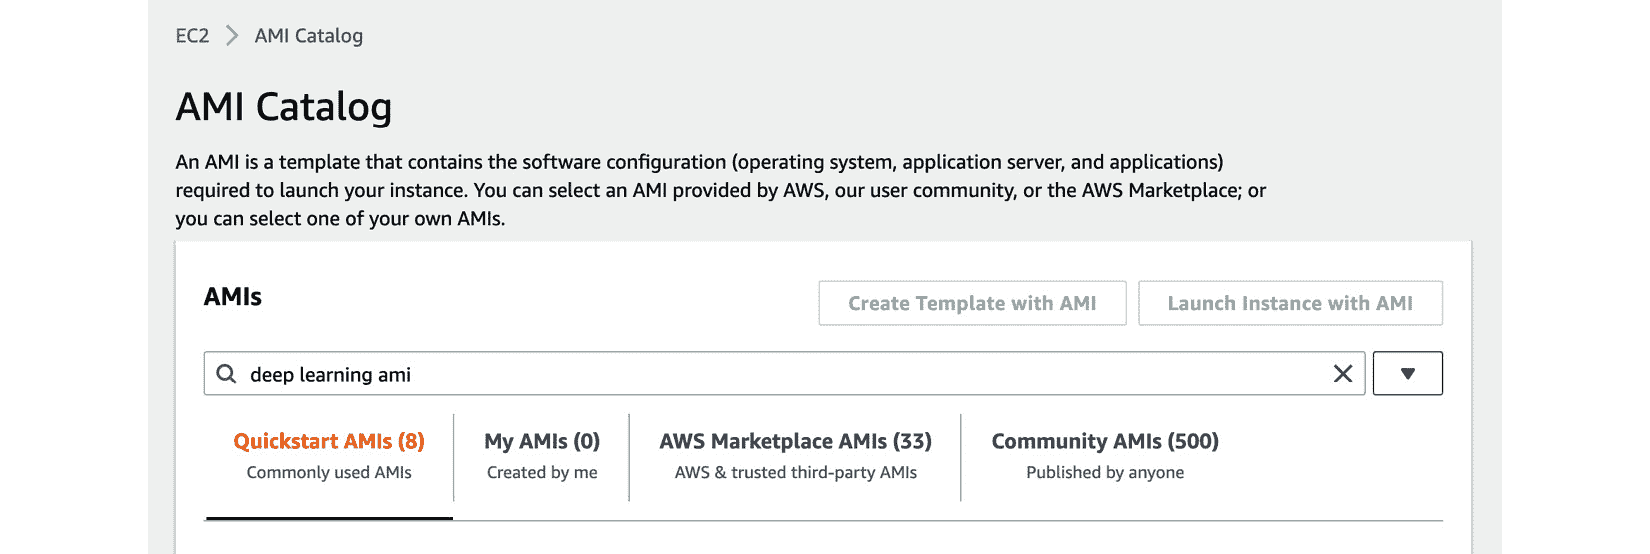 EC2 > AMI Catalog
AMI Catalog
An AMI is a template that contains the software configuration (operating system, application server, and applications)
required to launch your instance. You can select an AMI provided by AWS, our user community, or the AWS Marketplace; or
you can select one of your own AMIs.
AMIs
Create Template with AMI
Launch Instance with AMI
deep learning ami
Quickstart AMIs (8)
Commonly used AMIs
My AMIs (0)
Created by me
AWS Marketplace AMIs (33)
AWS & trusted third-party AMIs
Community AMIs (500)
Published by anyone